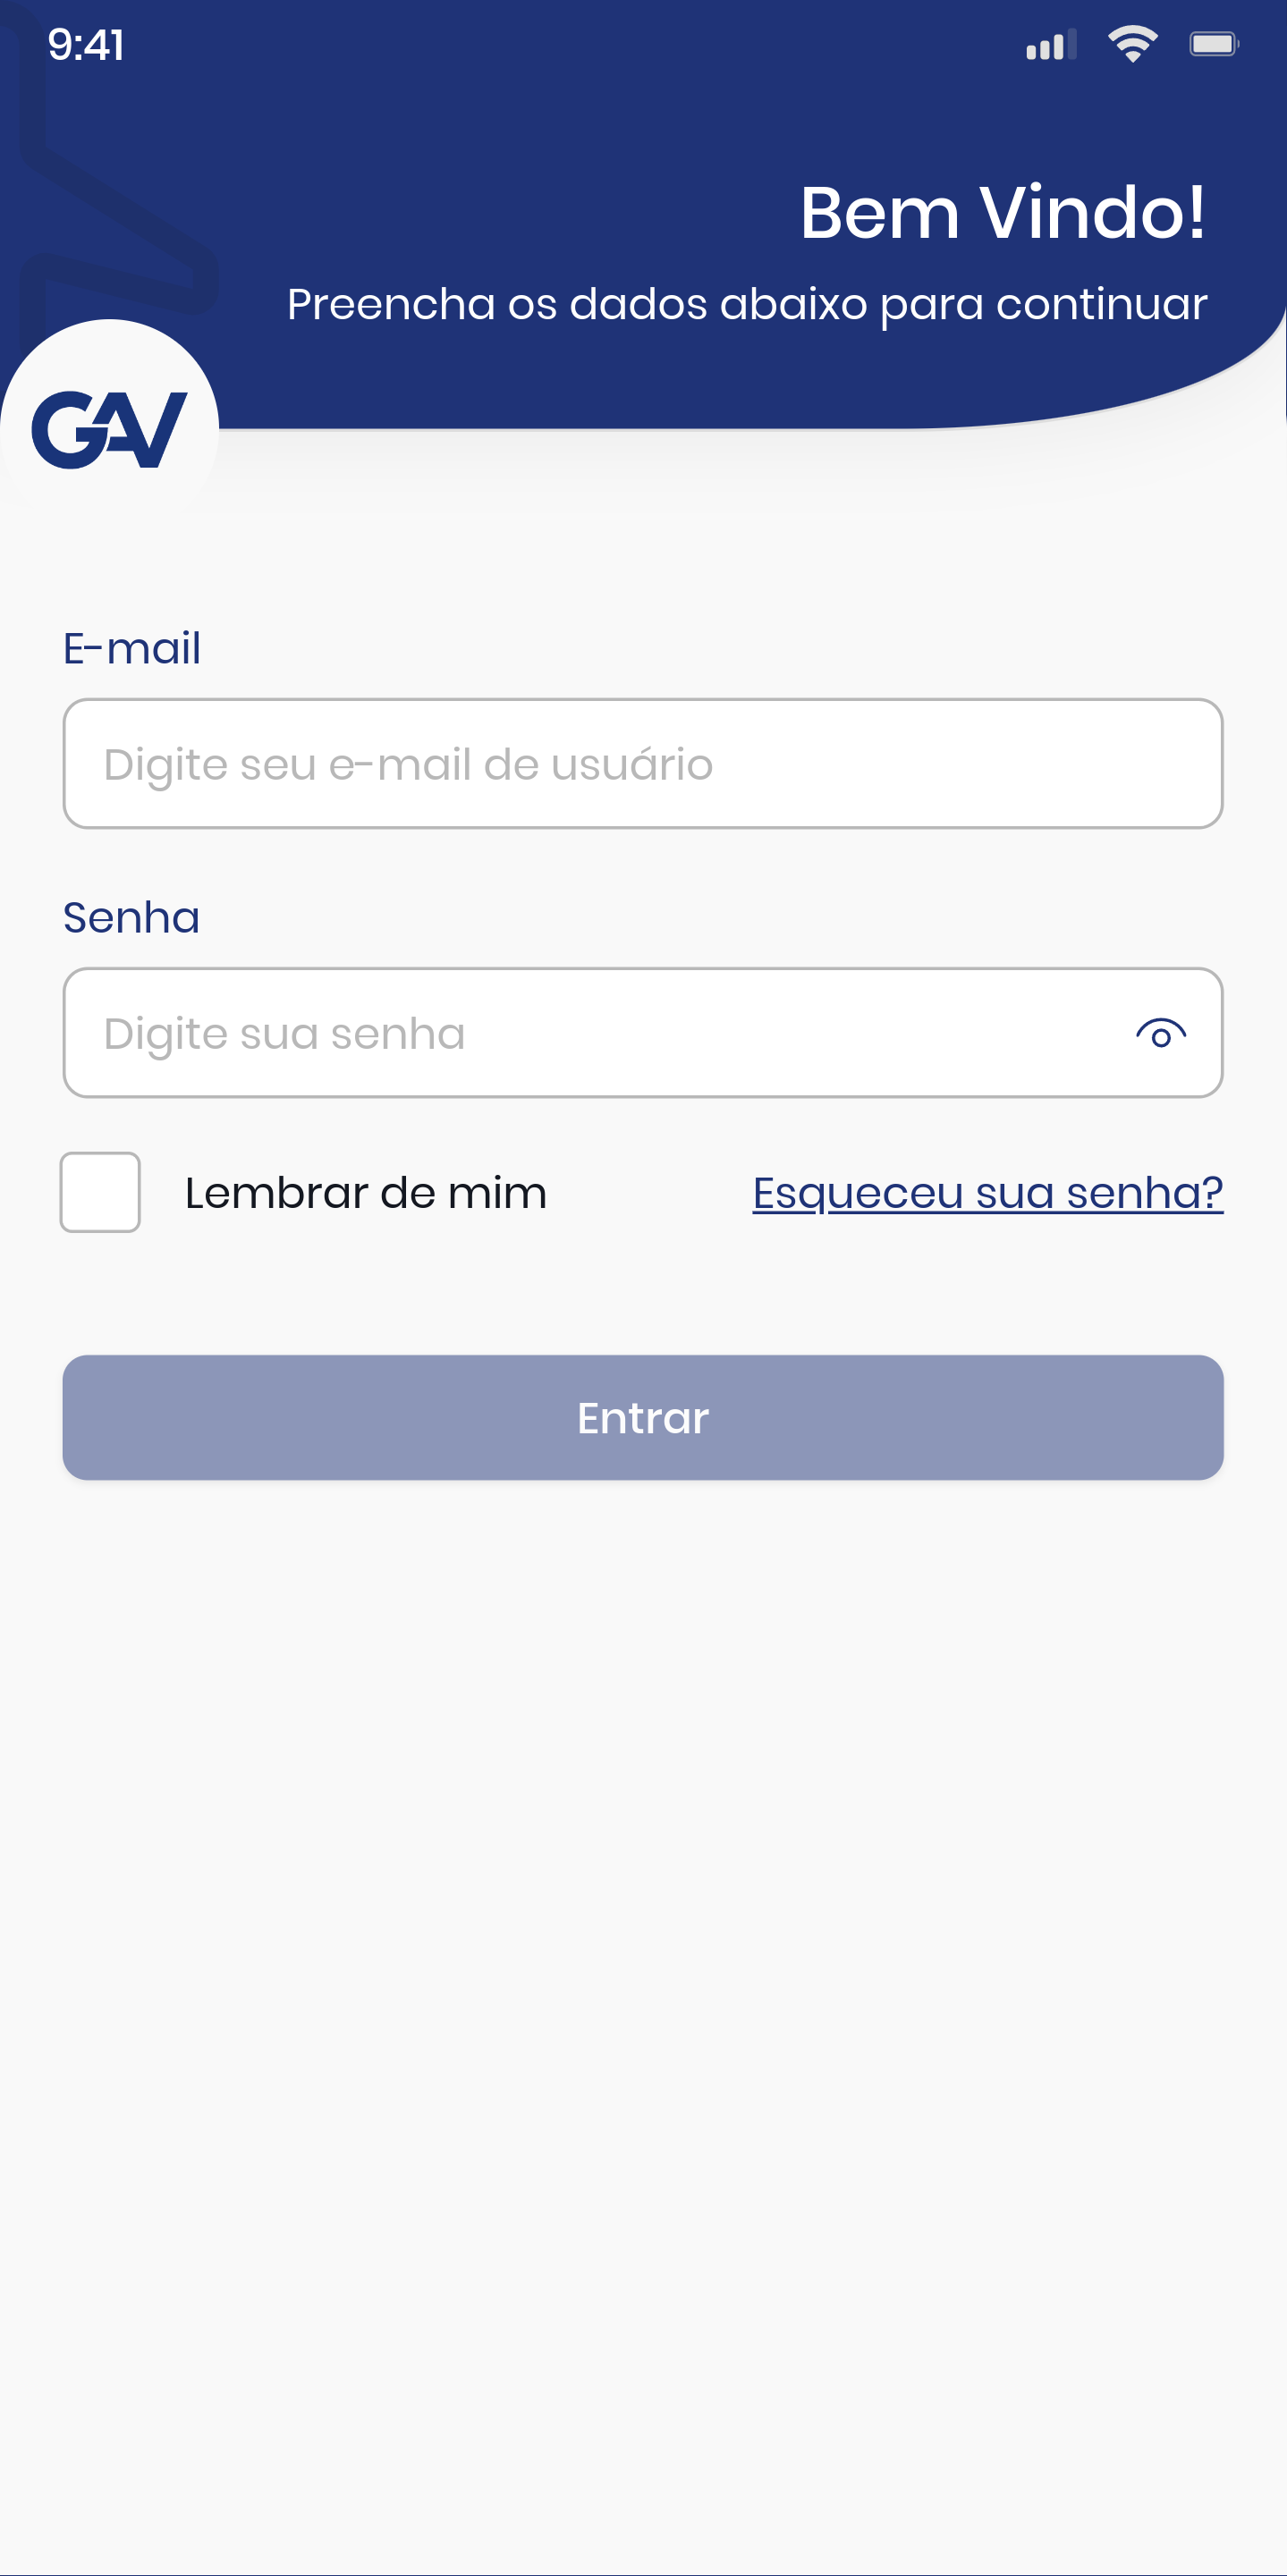 9:41
Bem Vindo!
Preencha os dados abaixo para continuar
GAV
E-mail
Digite seu e-mail de usuário
Senha
Digite sua senha
Lembrar de mim
Esqueceu sua senha?
Entrar